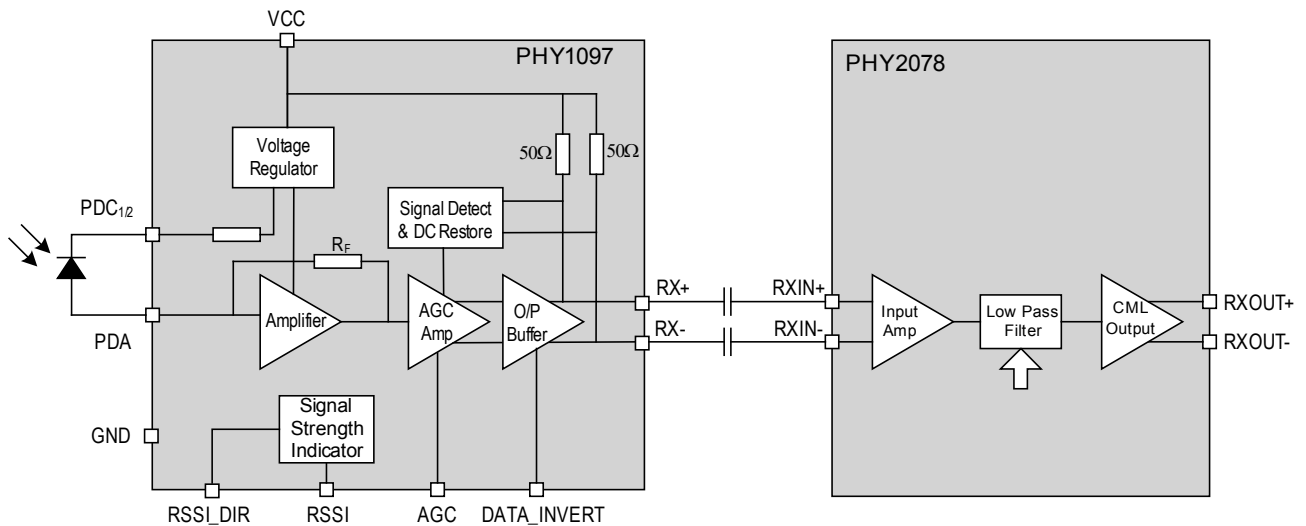 VCC
PHY1097
PHY2078
Voltage
Regulator
50Ω
50Ω
PDC1/2
Signal Detect
& DC Restore
RF
RX+
RXIN+
RXOUT+
Amplifier
AGC
Amp
O/P
Buffer
Input
Amp
Low Pass
Filter
CML
Output
PDA
RX-
RXIN-
RXOUT-
Signal
Strength
Indicator
GND
RSSI_DIR
RSSI
AGC
DATA_INVERT